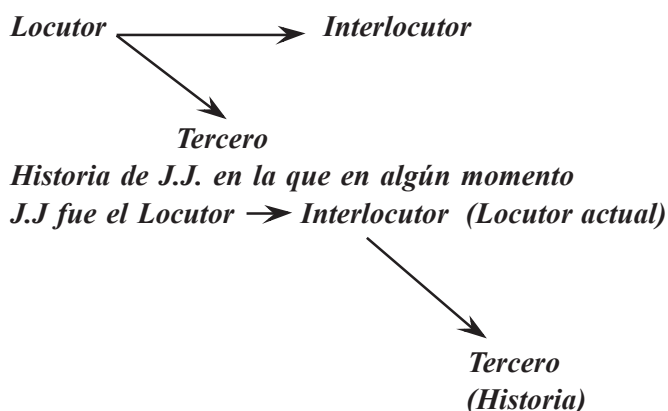 Locutor Interlocutor
Tercero
Historia de J.J. en la que en algún momento
J.J fue el Locutor Interlocutor (Locutor actual)
Tercero
(Historia)